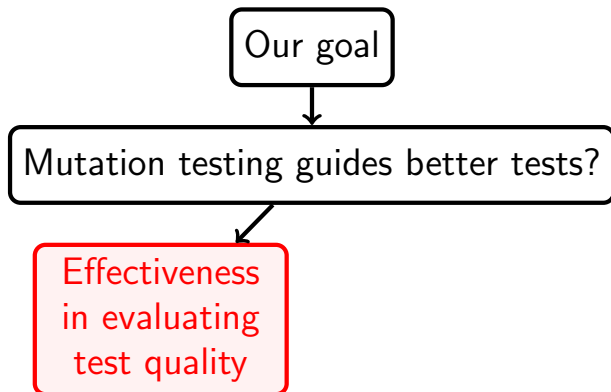 Our goal
Mutation testing guides better tests?
Effectiveness
in evaluating
test quality